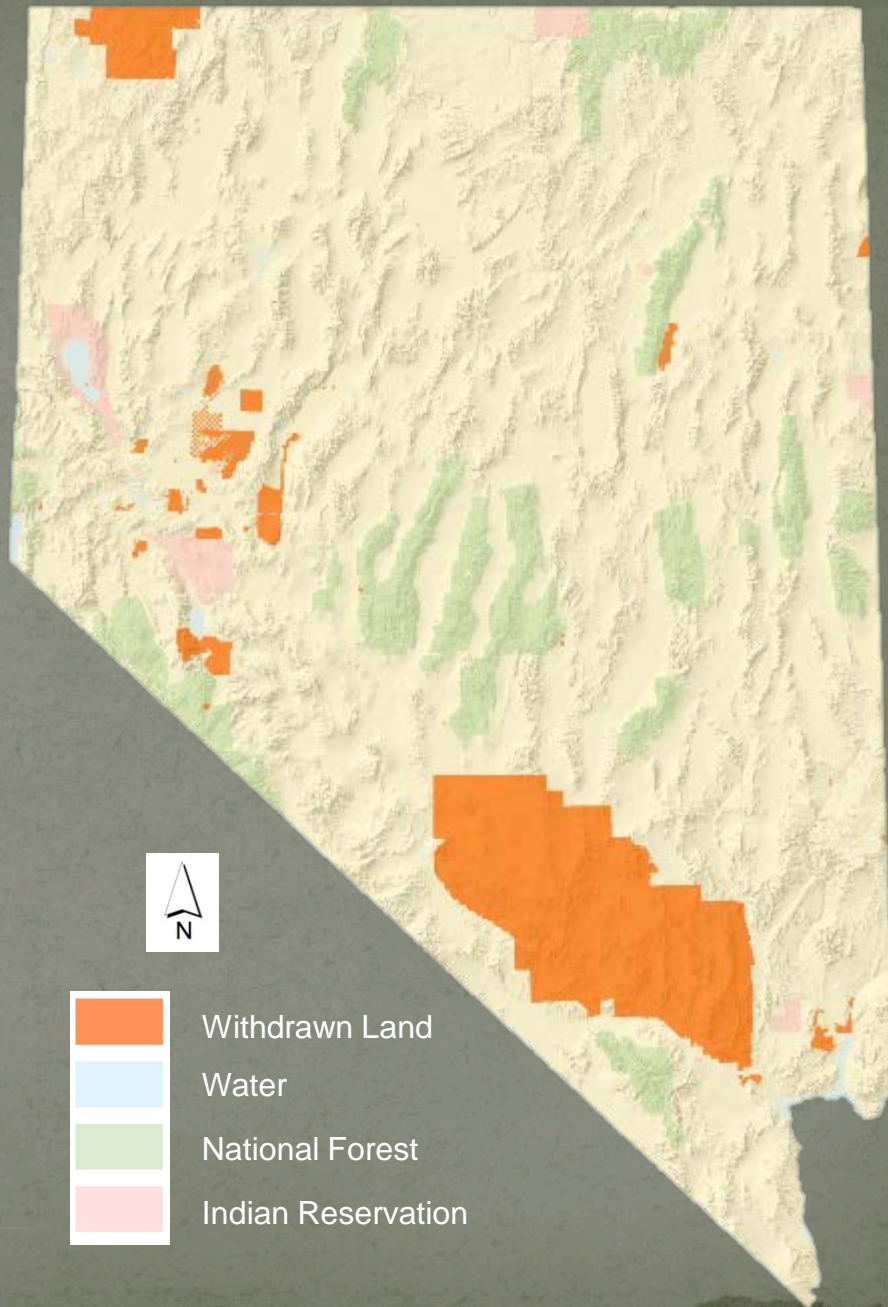 N
Withdrawn Land
Water
National Forest
Indian Reservation